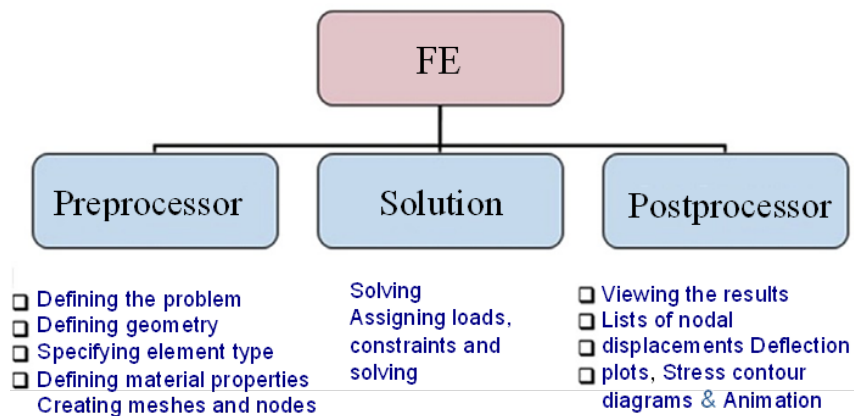 FE
Preprocessor
Solution
Postprocessor
Defining the problem
Defining geometry
Specifying element type
Defining material properties
Creating meshes and nodes
Solving
Assigning loads,
constraints and
solving
Viewing the results
Lists of nodal
displacements Deflection
plots, Stress contour
diagrams & Animation